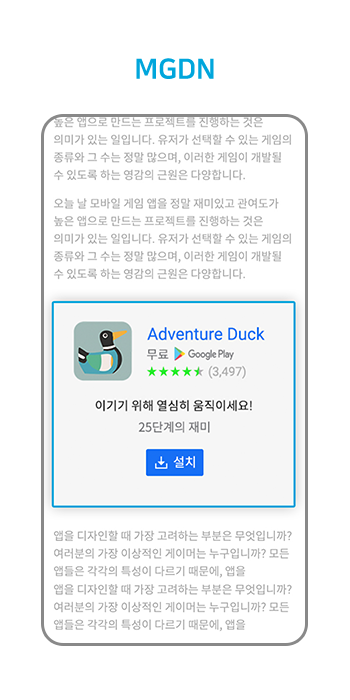 MGDN
높은 앱으로 만드는 프로젝트를 진행하는 것은
의미가 있는 일입니다. 유저가 선택할 수 있는 게임의
종류와 그 수는 정말 많으며, 이러한 게임이 개발될
수 있도록 하는 영감의 근원은 다양합니다.
오늘 날 모바일 게임 앱을 정말 재미있고 관여도가
높은 앱으로 만드는 프로젝트를 진행하는 것은
의미가 있는 일입니다. 유저가 선택할 수 있는 게임의
종류와 그 수는 정말 많으며, 이러한 게임이 개발될
수 있도록 하는 영감의 근원은 다양합니다.
Adventure Duck
무료 Google Play
(3,497)
이기기 위해 열심히 움직이세요!
25단계의 재미
설치
앱을 디자인할 때 가장 고려하는 부분은 무엇입니까?
여러분의 가장 이상적인 게이머는 누구입니까? 모든
앱들은 각각의 특성이 다르기 때문에, 앱을
앱을 디자인할 때 가장 고려하는 부분은 무엇입니까?
여러분의 가장 이상적인 게이머는 누구입니까? 모든
앱들은 각각의 특성이 다르기 때문에, 앱을